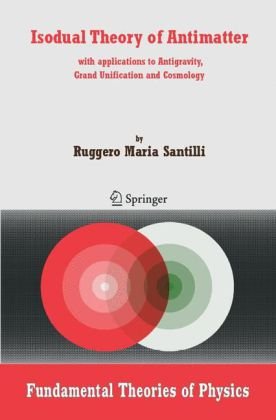 Isodual Theory of Antimatter
with applications to Antigravity,
Grand Unification and Cosmology
by
Ruggero Maria Santilli
Springer
Fundamental Theories of Physics